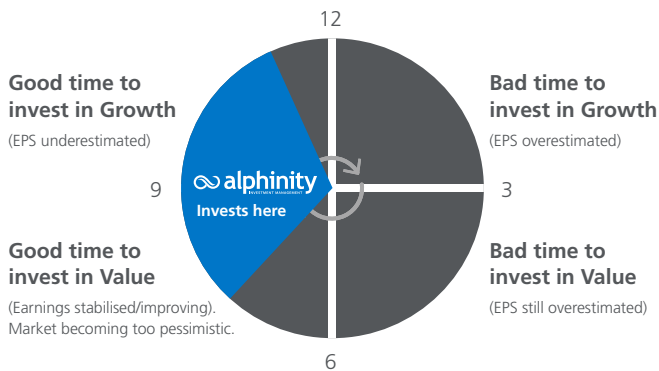 12
Good time to
invest in Growth
(EPS underestimated)
Bad time to
invest in Growth
(EPS overestimated)
9
alphinity
INVESTMENT MANAGEMENT
Invests here
3
Good time to
invest in Value
(Earnings stabilised/improving).
Market becoming too pessimistic.
Bad time to
invest in Value
(EPS still overestimated)
6